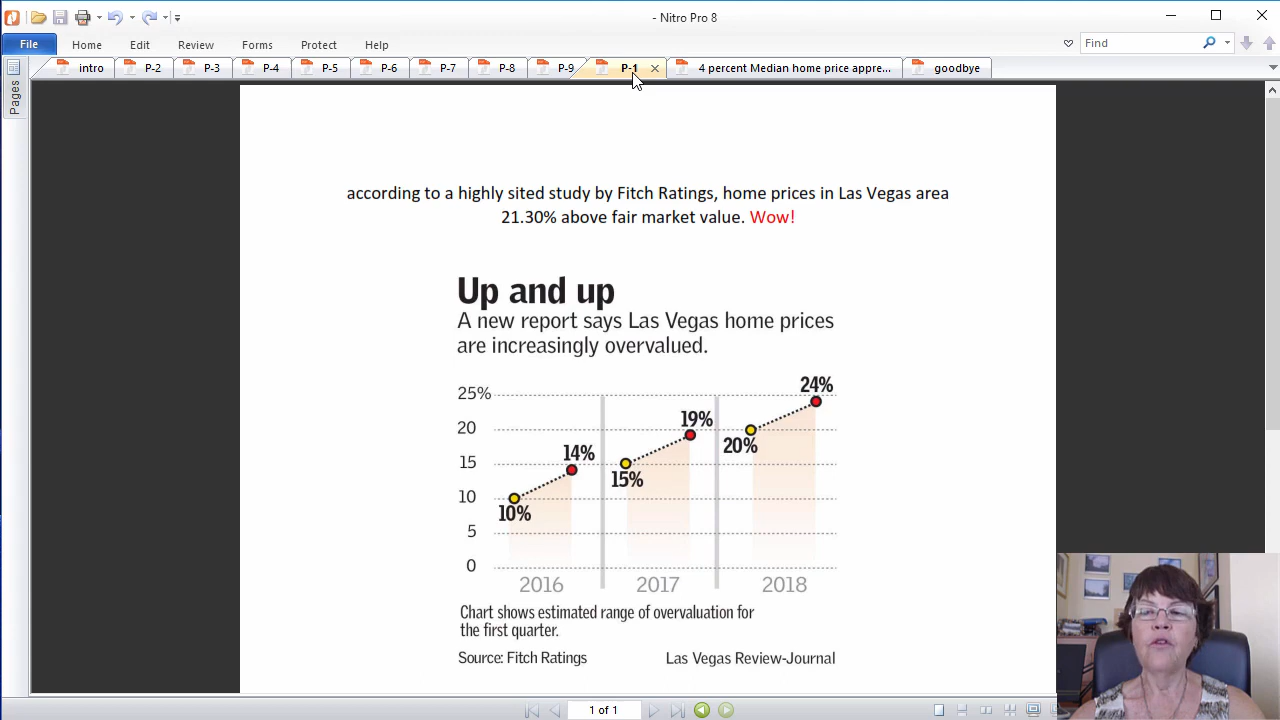 - Nitro Pro 8
File Home Edit Review Forms Protect Help Find
intro P-2 P-3 P-4 P-5 P-6 P-7 P-8 P-9 P-1 4 percent Median home price appre... goodbye
Pages
according to a highly sited study by Fitch Ratings, home prices in Las Vegas area
21.30% above fair market value. Wow!
Up and up
A new report says Las Vegas home prices
are increasingly overvalued.
25%
20
15
10
5
0
10%
14%
15%
19%
20%
24%
2016 2017 2018
Chart shows estimated range of overvaluation for
the first quarter.
Source: Fitch Ratings Las Vegas Review-Journal
1 of 1